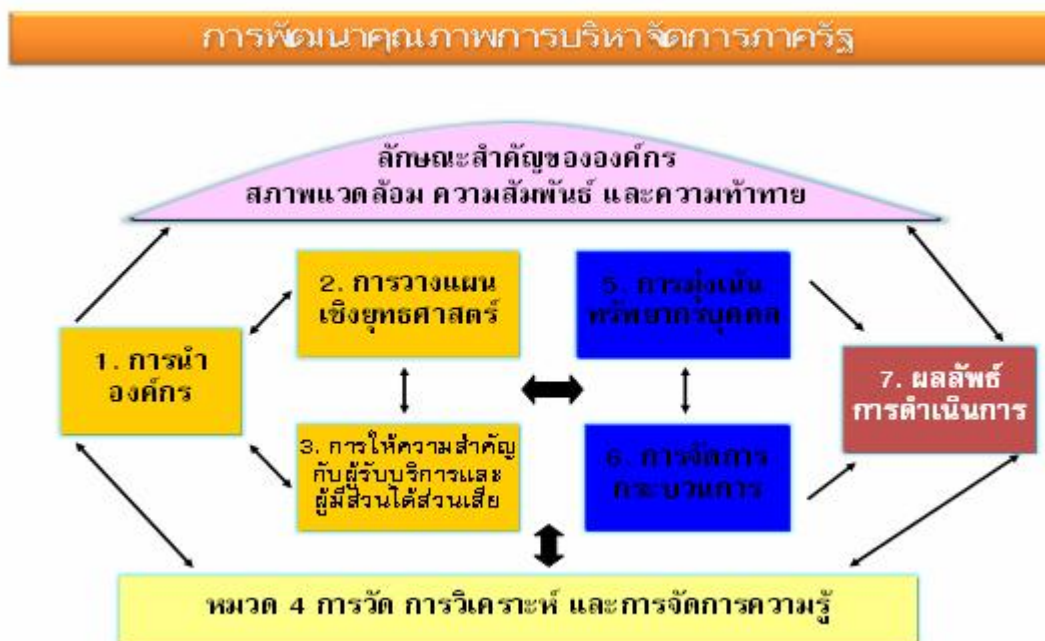 การพัฒนาคุณภาพการบริหาจัดการภาครัฐ
ลักษณะสำคัญขององค์กร
สภาพแวดล้อม ความสัมพันธ์ และความท้าทาย
2. การวางแผน
เชิงยุทธศาสตร์
5. การมุ่งเน้น
ทรัพยากรบุคคล
1. การนำ
องค์กร
7. ผลลัพธ์
การดำเนินการ
3. การให้ความสำคัญ
กับผู้รับบริการและ
ผู้มีส่วนได้ส่วนเสีย
6. การจัดการ
กระบวนการ
หมวด 4 การวัด การวิเคราะห์ และการจัดการความรู้